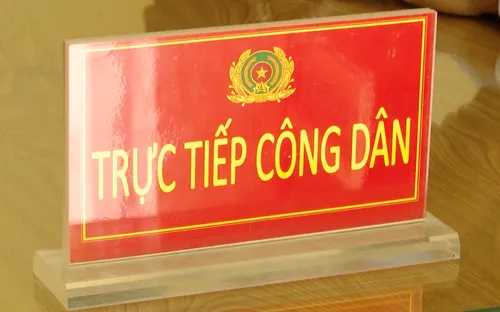 TRỰC TIẾP CÔNG DÂN